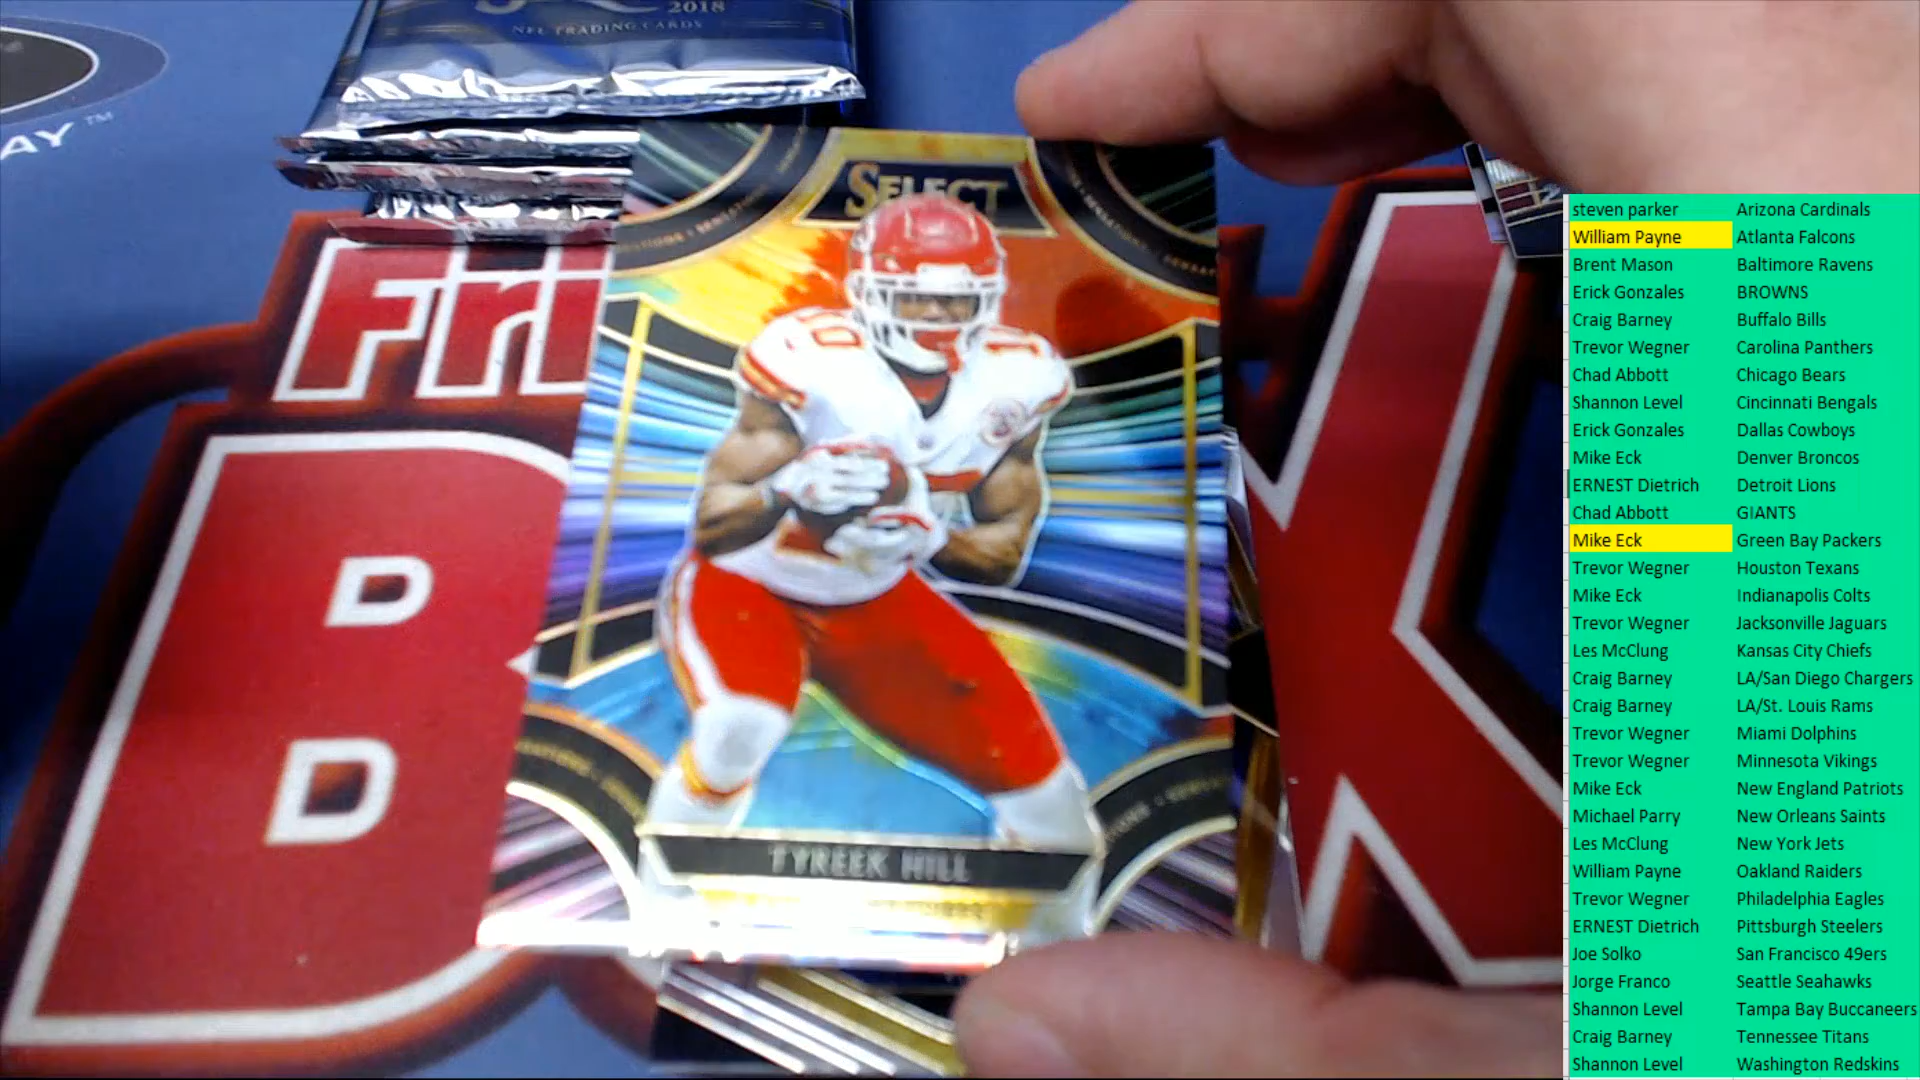 2018
NFL TRADING CARDS
AY™
SELECT
Fri
10
1
TYREEK HILL
steven parker Arizona Cardinals
William Payne Atlanta Falcons
Brent Mason Baltimore Ravens
Erick Gonzales BROWNS
Craig Barney Buffalo Bills
Trevor Wegner Carolina Panthers
Chad Abbott Chicago Bears
Shannon Level Cincinnati Bengals
Erick Gonzales Dallas Cowboys
Mike Eck Denver Broncos
ERNEST Dietrich Detroit Lions
Chad Abbott GIANTS
Mike Eck Green Bay Packers
Trevor Wegner Houston Texans
Mike Eck Indianapolis Colts
Trevor Wegner Jacksonville Jaguars
Les McClung Kansas City Chiefs
Craig Barney LA/San Diego Chargers
Craig Barney LA/St. Louis Rams
Trevor Wegner Miami Dolphins
Trevor Wegner Minnesota Vikings
Mike Eck New England Patriots
Michael Parry New Orleans Saints
Les McClung New York Jets
William Payne Oakland Raiders
Trevor Wegner Philadelphia Eagles
ERNEST Dietrich Pittsburgh Steelers
Joe Solko San Francisco 49ers
Jorge Franco Seattle Seahawks
Shannon Level Tampa Bay Buccaneers
Craig Barney Tennessee Titans
Shannon Level Washington Redskins